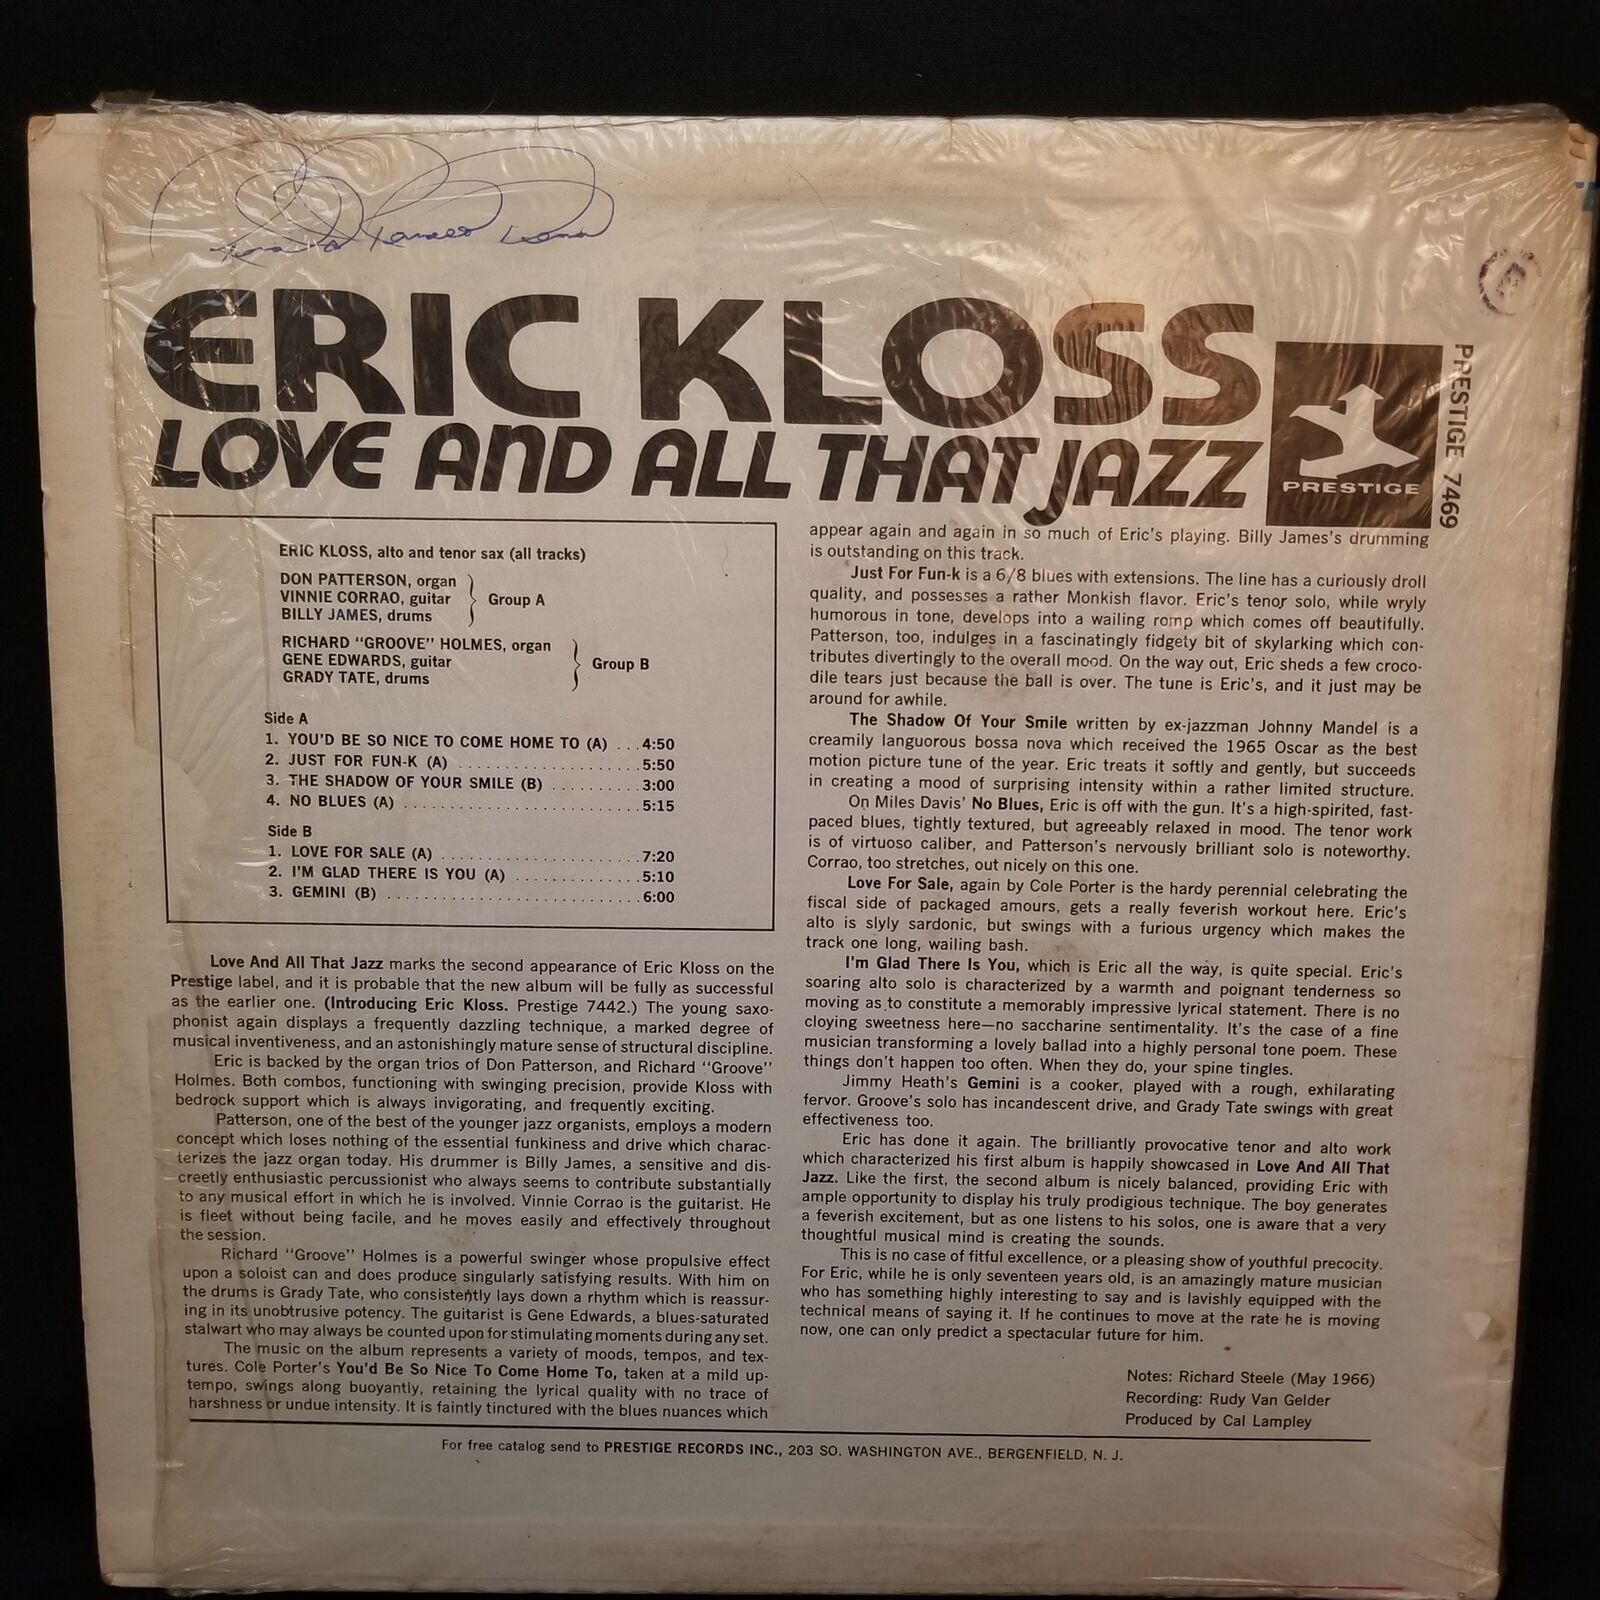 ERIC KLOSS
LOVE AND ALL THAT JAZZ
PRESTIGE
PRESTIGE 7469
E
ERIC KLOSS, alto and tenor sax (all tracks)
DON PATTERSON, organ
VINNIE CORRAO, guitar
BILLY JAMES, drums
Group A
RICHARD "GROOVE" HOLMES, organ
GENE EDWARDS, guitar
GRADY TATE, drums
Group B
Side A
1. YOU'D BE SO NICE TO COME HOME TO (A) ...4:50
2. JUST FOR FUN-K (A) ....................5:50
3. THE SHADOW OF YOUR SMILE (B) ..........3:00
4. NO BLUES (A) ..........................5:15
Side B
1. LOVE FOR SALE (A) ......................7:20
2. I'M GLAD THERE IS YOU (A) ..............5:10
3. GEMINI (B) ............................6:00
Love And All That Jazz marks the second appearance of Eric Kloss on the
Prestige label, and it is probable that the new album will be fully as successful
as the earlier one. (Introducing Eric Kloss. Prestige 7442.) The young saxo-
phonist again displays a frequently dazzling technique, a marked degree of
musical inventiveness, and an astonishingly mature sense of structural discipline.
Eric is backed by the organ trios of Don Patterson, and Richard "Groove"
Holmes. Both combos, functioning with swinging precision, provide Kloss with
bedrock support which is always invigorating, and frequently exciting.
Patterson, one of the best of the younger jazz organists, employs a modern
concept which loses nothing of the essential funkiness and drive which charac-
terizes the jazz organ today. His drummer is Billy James, a sensitive and dis-
creetly enthusiastic percussionist who always seems to contribute substantially
to any musical effort in which he is involved. Vinnie Corrao is the guitarist. He
is fleet without being facile, and he moves easily and effectively throughout
the session.
Richard "Groove" Holmes is a powerful swinger whose propulsive effect
upon a soloist can and does produce singularly satisfying results. With him on
the drums is Grady Tate, who consistently lays down a rhythm which is reassur-
ing in its unobtrusive potency. The guitarist is Gene Edwards, a blues-saturated
stalwart who may always be counted upon for stimulating moments during any set.
The music on the album represents a variety of moods, tempos, and tex-
tures. Cole Porter's You'd Be So Nice To Come Home To, taken at a mild up-
tempo, swings along buoyantly, retaining the lyrical quality with no trace of
harshness or undue intensity. It is faintly tinctured with the blues nuances which
appear again and again in so much of Eric's playing. Billy James's drumming
is outstanding on this track.
Just For Fun-k is a 6/8 blues with extensions. The line has a curiously droll
quality, and possesses a rather Monkish flavor. Eric's tenor solo, while wryly
humorous in tone, develops into a wailing romp which comes off beautifully.
Patterson, too, indulges in a fascinatingly fidgety bit of skylarking which con-
tributes divertingly to the overall mood. On the way out, Eric sheds a few croco-
dile tears just because the ball is over. The tune is Eric's, and it just may be
around for awhile.
The Shadow Of Your Smile written by ex-jazzman Johnny Mandel is a
creamily languorous bossa nova which received the 1965 Oscar as the best
motion picture tune of the year. Eric treats it softly and gently, but succeeds
in creating a mood of surprising intensity within a rather limited structure.
On Miles Davis' No Blues, Eric is off with the gun. It's a high-spirited, fast-
paced blues, tightly textured, but agreeably relaxed in mood. The tenor work
is of virtuoso caliber, and Patterson's nervously brilliant solo is noteworthy.
Corrao, too stretches, out nicely on this one.
Love For Sale, again by Cole Porter is the hardy perennial celebrating the
fiscal side of packaged amours, gets a really feverish workout here. Eric's
alto is slyly sardonic, but swings with a furious urgency which makes the
track one long, wailing bash.
I'm Glad There Is You, which is Eric all the way, is quite special. Eric's
soaring alto solo is characterized by a warmth and poignant tenderness so
moving as to constitute a memorably impressive lyrical statement. There is no
cloying sweetness here—no saccharine sentimentality. It's the case of a fine
musician transforming a lovely ballad into a highly personal tone poem. These
things don't happen too often. When they do, your spine tingles.
Jimmy Heath's Gemini is a cooker, played with a rough, exhilarating
fervor. Groove's solo has incandescent drive, and Grady Tate swings with great
effectiveness too.
Eric has done it again. The brilliantly provocative tenor and alto work
which characterized his first album is happily showcased in Love And All That
Jazz. Like the first, the second album is nicely balanced, providing Eric with
ample opportunity to display his truly prodigious technique. The boy generates
a feverish excitement, but as one listens to his solos, one is aware that a very
thoughtful musical mind is creating the sounds.
This is no case of fitful excellence, or a pleasing show of youthful precocity.
For Eric, while he is only seventeen years old, is an amazingly mature musician
who has something highly interesting to say and is lavishly equipped with the
technical means of saying it. If he continues to move at the rate he is moving
now, one can only predict a spectacular future for him.
Notes: Richard Steele (May 1966)
Recording: Rudy Van Gelder
Produced by Cal Lampley
For free catalog send to PRESTIGE RECORDS INC., 203 SO. WASHINGTON AVE., BERGENFIELD, N. J.